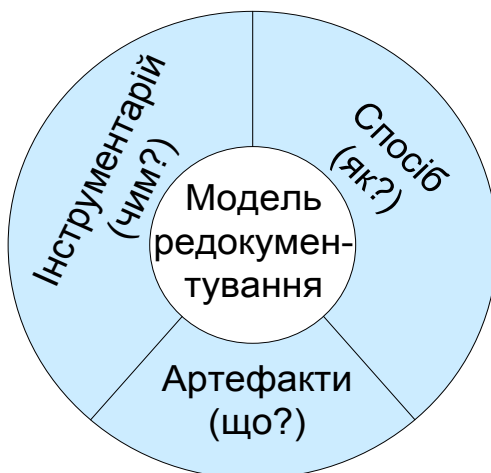 Інструментарій
(чим?)
Спосіб
(як?)
Модель
редокумен-
тування
Артефакти
(що?)